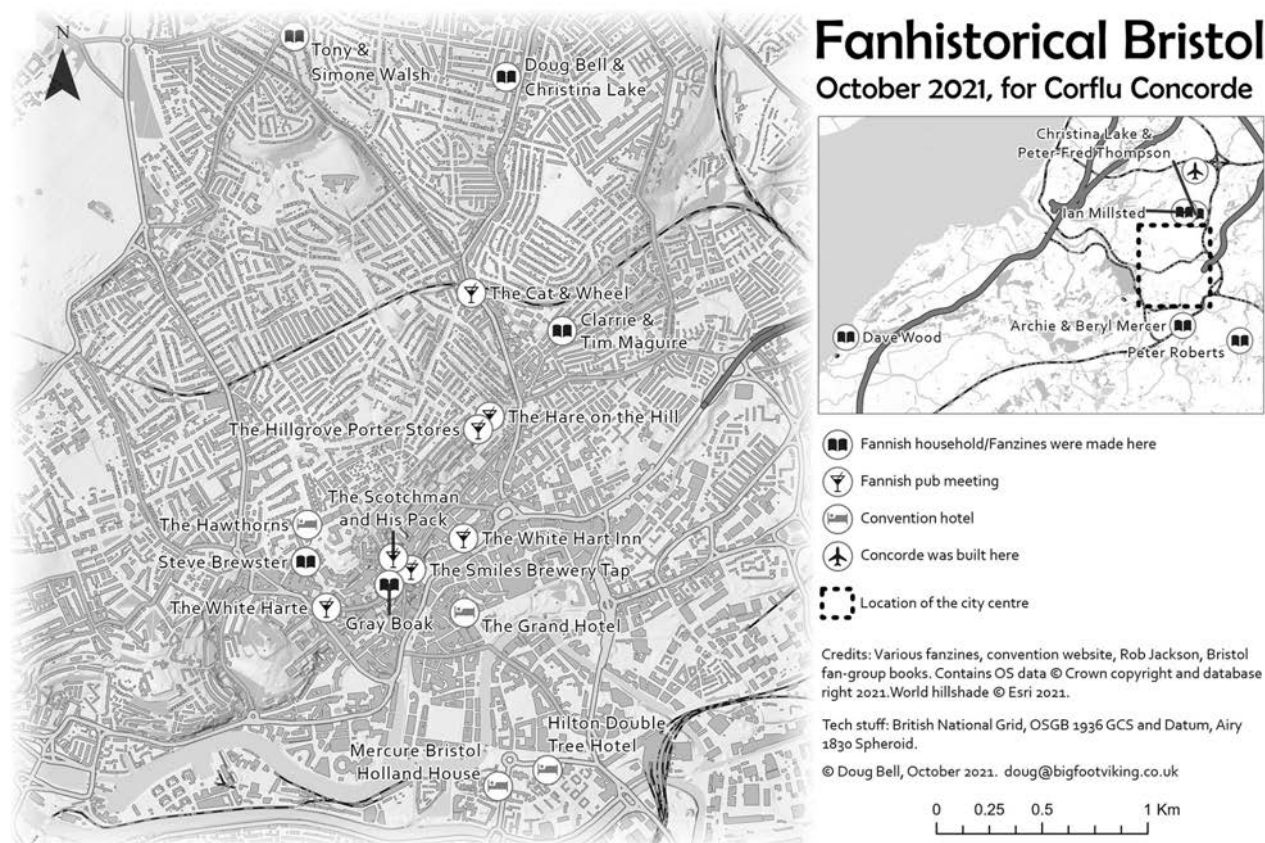 Fanhistorical Bristol
October 2021, for Corflu Concorde
N
Tony &
Simone Walsh
Doug Bell &
Christina Lake
The Cat & Wheel
Clarrie &
Tim Maguire
The Hare on the Hill
The Hillgrove Porter Stores
The Scotchman
and His Pack
The Hawthorns
The White Hart Inn
Steve Brewster
The Smiles Brewery Tap
The White Harte
Gray Boak
The Grand Hotel
Hilton Double
Tree Hotel
Mercure Bristol
Holland House
Christina Lake &
Peter-Fred Thompson
Ian Millsted
Archie & Beryl Mercer
Dave Wood
Peter Roberts
Fannish household/Fanzines were made here
Fannish pub meeting
Convention hotel
Concorde was built here
Location of the city centre
Credits: Various fanzines, convention website, Rob Jackson, Bristol
fan-group books. Contains OS data © Crown copyright and database
right 2021.World hillshade © Esri 2021.
Tech stuff: British National Grid, OSGB 1936 GCS and Datum, Airy
1830 Spheroid.
© Doug Bell, October 2021. doug@bigfootviking.co.uk
0 0.25 0.5 1 Km